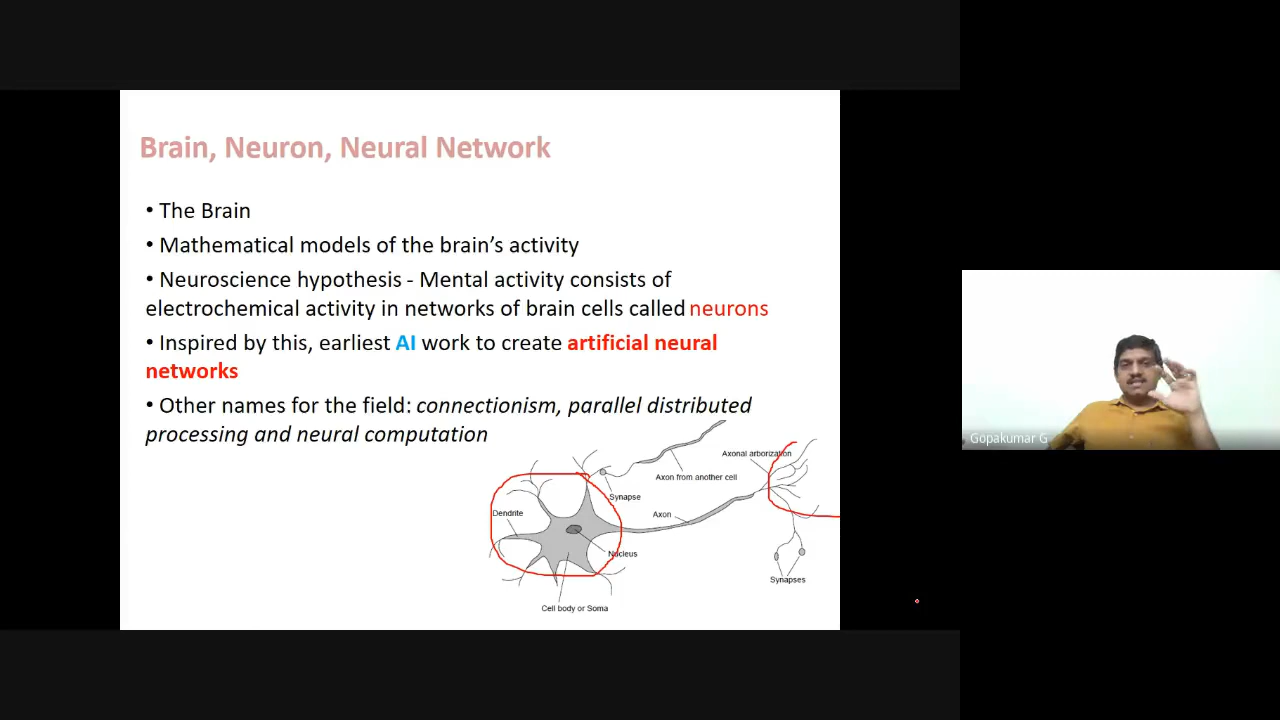 Brain, Neuron, Neural Network
• The Brain
• Mathematical models of the brain's activity
• Neuroscience hypothesis - Mental activity consists of
electrochemical activity in networks of brain cells called neurons
• Inspired by this, earliest AI work to create artificial neural
networks
• Other names for the field: connectionism, parallel distributed
processing and neural computation
Axonal arborization
Axon from another cell
Synapse
Dendrite
Axon
Nucleus
Synapses
Cell body or Soma
Gopakumar G